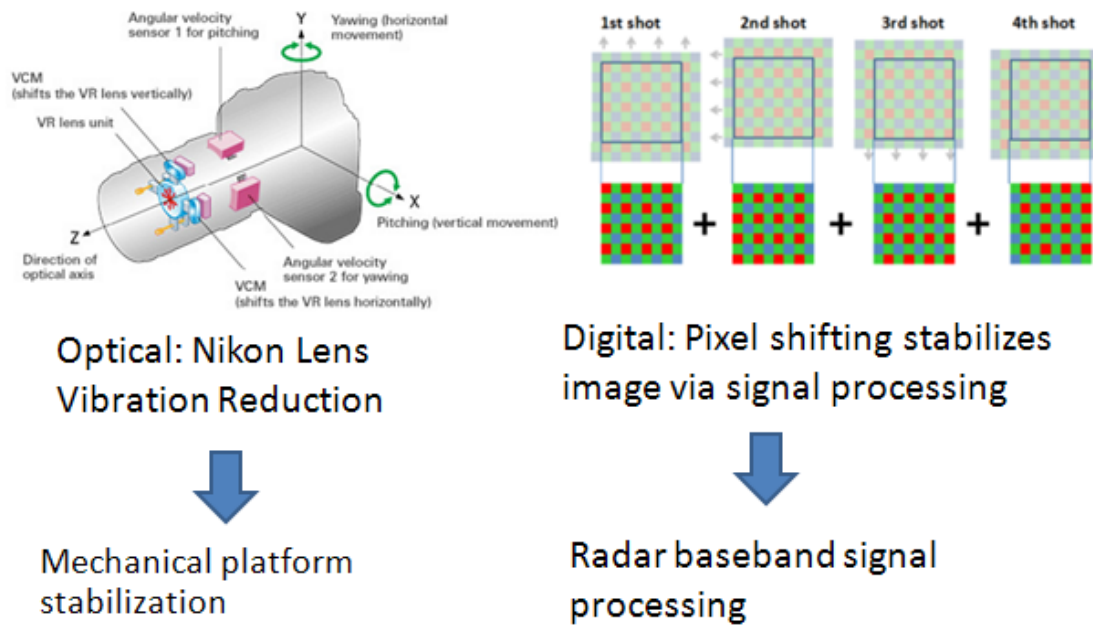 Angular velocity
sensor 1 for pitching
Y
Yawing (horizontal
movement)
VCM
(shifts the VR lens vertically)
VR lens unit
X
Pitching (vertical movement)
Z
Direction of
optical axis
Angular velocity
sensor 2 for yawing
VCM
(shifts the VR lens horizontally)
1st shot
2nd shot
3rd shot
4th shot
+
+
+
Optical: Nikon Lens
Vibration Reduction
Digital: Pixel shifting stabilizes
image via signal processing
Mechanical platform
stabilization
Radar baseband signal
processing